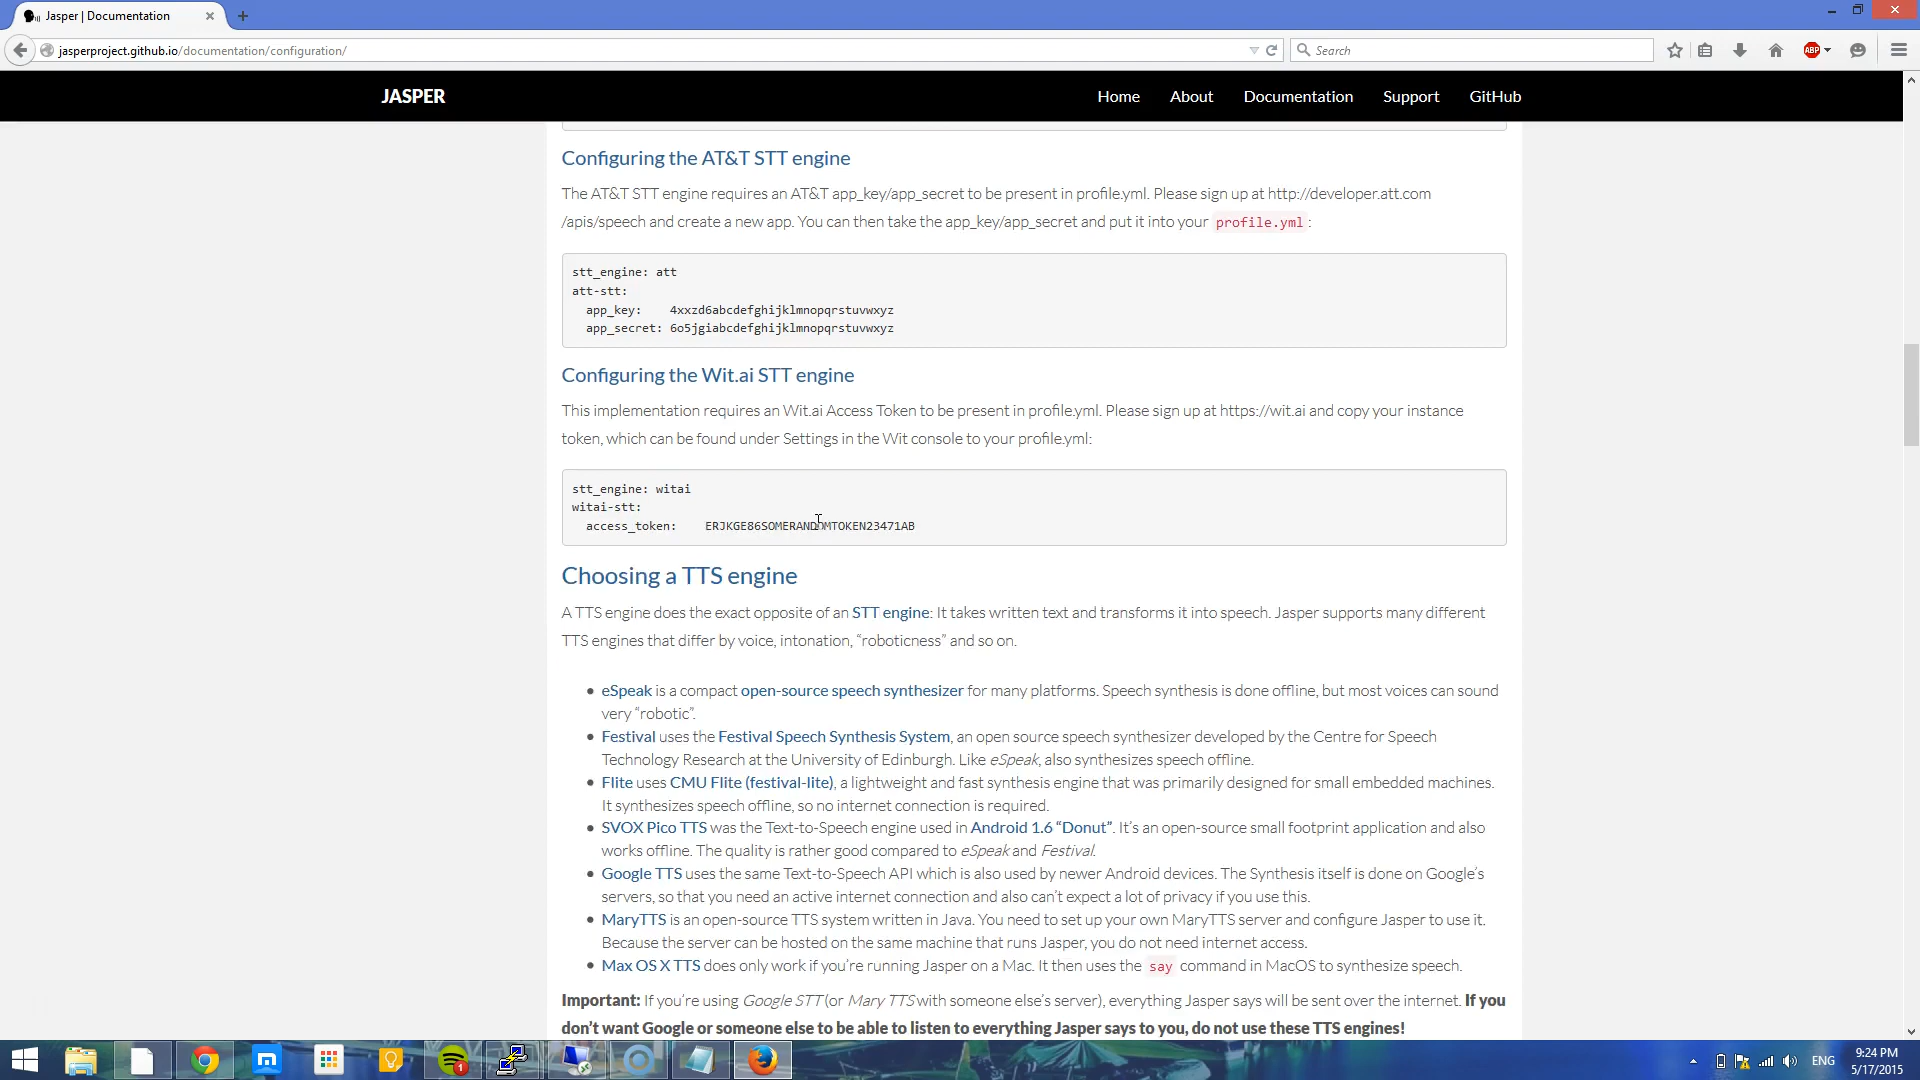 Jasper | Documentation
jasperproject.github.io/documentation/configuration/
Search
ABP
JASPER
Home
About
Documentation
Support
GitHub
Configuring the AT&T STT engine
The AT&T STT engine requires an AT&T app_key/app_secret to be present in profile.yml. Please sign up at http://developer.att.com
/apis/speech and create a new app. You can then take the app_key/app_secret and put it into your profile.yml:
stt_engine: att
att-stt:
app_key: 4xxzd6abcdefghijklmnopqrstuvwxyz
app_secret: 6o5jgiabcdefghijklmnopqrstuvwxyz
Configuring the Wit.ai STT engine
This implementation requires an Wit.ai Access Token to be present in profile.yml. Please sign up at https://wit.ai and copy your instance
token, which can be found under Settings in the Wit console to your profile.yml:
stt_engine: witai
witai-stt:
access_token: ERJKGE86SOMERANDOMTOKEN23471AB
Choosing a TTS engine
A TTS engine does the exact opposite of an STT engine: It takes written text and transforms it into speech. Jasper supports many different
TTS engines that differ by voice, intonation, “roboticness” and so on.
• eSpeak is a compact open-source speech synthesizer for many platforms. Speech synthesis is done offline, but most voices can sound
very “robotic”.
• Festival uses the Festival Speech Synthesis System, an open source speech synthesizer developed by the Centre for Speech
Technology Research at the University of Edinburgh. Like eSpeak, also synthesizes speech offline.
• Flite uses CMU Flite (festival-lite), a lightweight and fast synthesis engine that was primarily designed for small embedded machines.
It synthesizes speech offline, so no internet connection is required.
• SVOX Pico TTS was the Text-to-Speech engine used in Android 1.6 “Donut”. It’s an open-source small footprint application and also
works offline. The quality is rather good compared to eSpeak and Festival.
• Google TTS uses the same Text-to-Speech API which is also used by newer Android devices. The Synthesis itself is done on Google’s
servers, so that you need an active internet connection and also can’t expect a lot of privacy if you use this.
• MaryTTS is an open-source TTS system written in Java. You need to set up your own MaryTTS server and configure Jasper to use it.
Because the server can be hosted on the same machine that runs Jasper, you do not need internet access.
• Max OS X TTS does only work if you’re running Jasper on a Mac. It then uses the say command in MacOS to synthesize speech.
Important: If you’re using Google STT (or Mary TTS with someone else’s server), everything Jasper says will be sent over the internet. If you
don’t want Google or someone else to be able to listen to everything Jasper says to you, do not use these TTS engines!
1
ENG
9:24 PM
5/17/2015